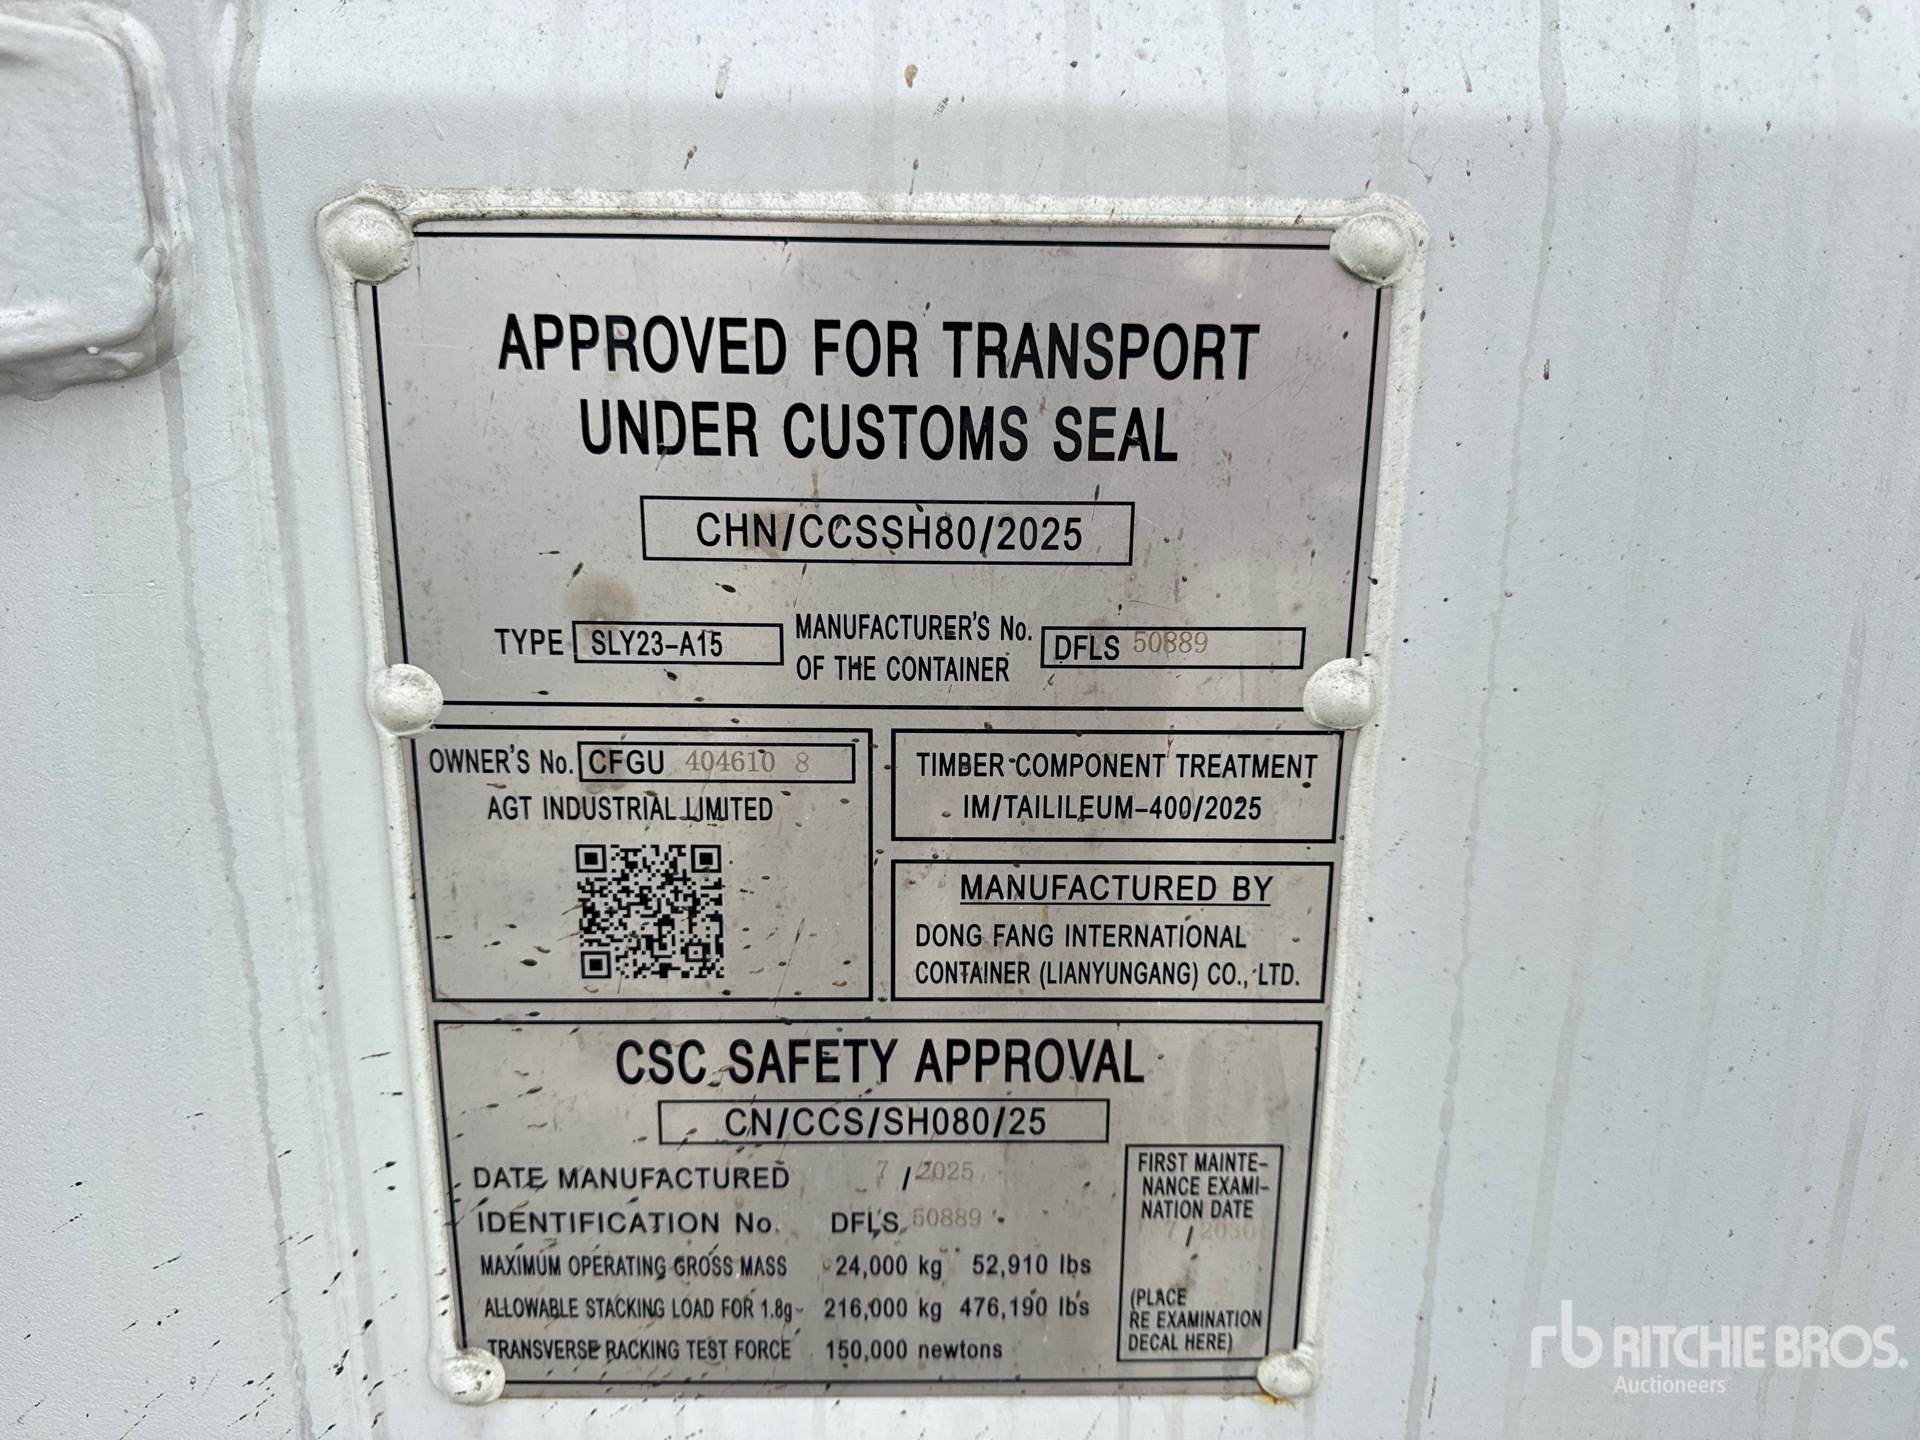 APPROVED FOR TRANSPORT
UNDER CUSTOMS SEAL
CHN/CCSSH80/2025
TYPE SLY23-A15 MANUFACTURER'S No. OF THE CONTAINER DFLS 50889
OWNER'S No. CFGU 404610 8
AGT INDUSTRIAL LIMITED
TIMBER COMPONENT TREATMENT
IM/TAILILEUM-400/2025
MANUFACTURED BY
DONG FANG INTERNATIONAL
CONTAINER (LIANYUNGANG) CO., LTD.
CSC SAFETY APPROVAL
CN/CCS/SH080/25
DATE MANUFACTURED 7 / 2025
IDENTIFICATION No. DFLS 50889
MAXIMUM OPERATING GROSS MASS 24,000 kg 52,910 lbs
ALLOWABLE STACKING LOAD FOR 1.8g 216,000 kg 476,190 lbs
TRANSVERSE RACKING TEST FORCE 150,000 newtons
FIRST MAINTE-
NANCE EXAMI-
NATION DATE
7 / 2030
(PLACE
RE EXAMINATION
DECAL HERE)
rb RITCHIE BROS.
Auctioneers